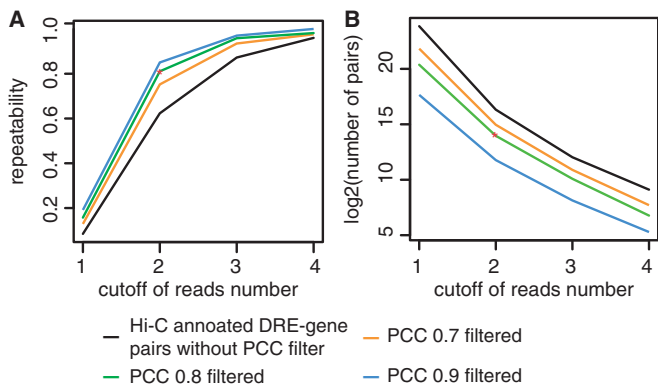 A
B
repeatability
1.0
0.8
0.6
0.4
0.2
1
2
3
4
cutoff of reads number
log2(number of pairs)
20
15
10
5
1
2
3
4
cutoff of reads number
Hi-C annoated DRE-gene
pairs without PCC filter
PCC 0.8 filtered
PCC 0.7 filtered
PCC 0.9 filtered